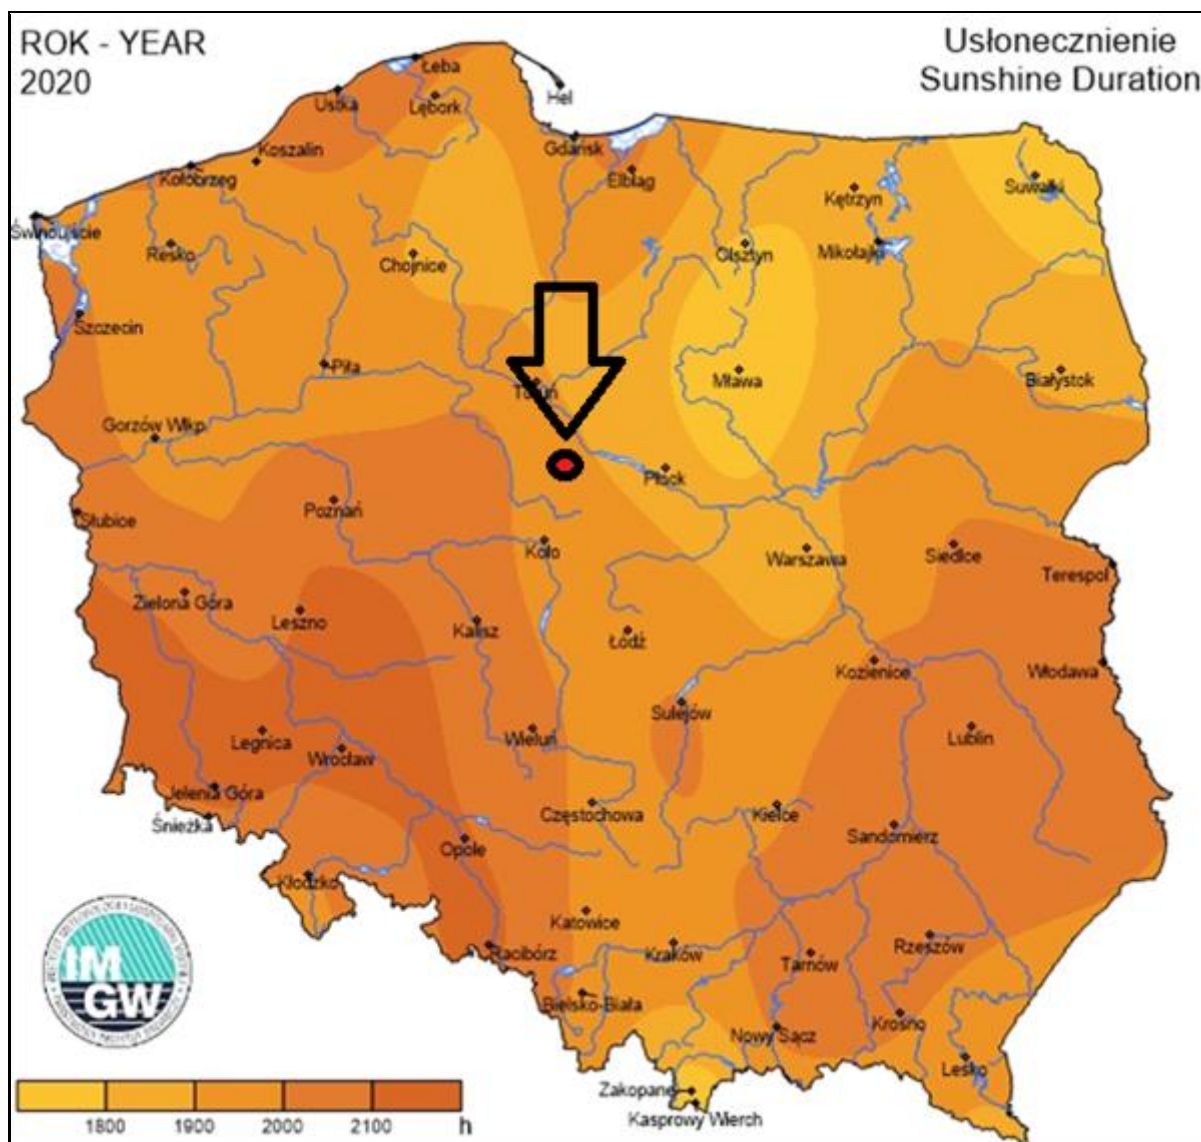 ROK - YEAR
2020
Usłonecznienie
Sunshine Duration
Łeba
Ustka
Lębork
Hel
Koszalin
Gdańsk
Kołobrzeg
Elbląg
Kętrzyn
Suwałki
Świnoujście
Resko
Chojnice
Olsztyn
Mikołajki
Szczecin
Piła
Mława
Białystok
Toruń
Gorzów Wlkp
Płock
Słubice
Poznań
Koło
Warszawa
Siedlce
Terespol
Zielona Góra
Leszno
Kalisz
Łódź
Kozienice
Włodawa
Sulejów
Legnica
Wrocław
Wieluń
Lublin
Jelenia Góra
Śnieżka
Częstochowa
Kielce
Sandomierz
Opole
Kłodzko
Katowice
Racibórz
Kraków
Rzeszów
Tarnów
IM
GW
Bielsko-Biała
Nowy Sącz
Krosno
Lesko
Zakopane
Kasprowy Wierch
1800 1900 2000 2100 h